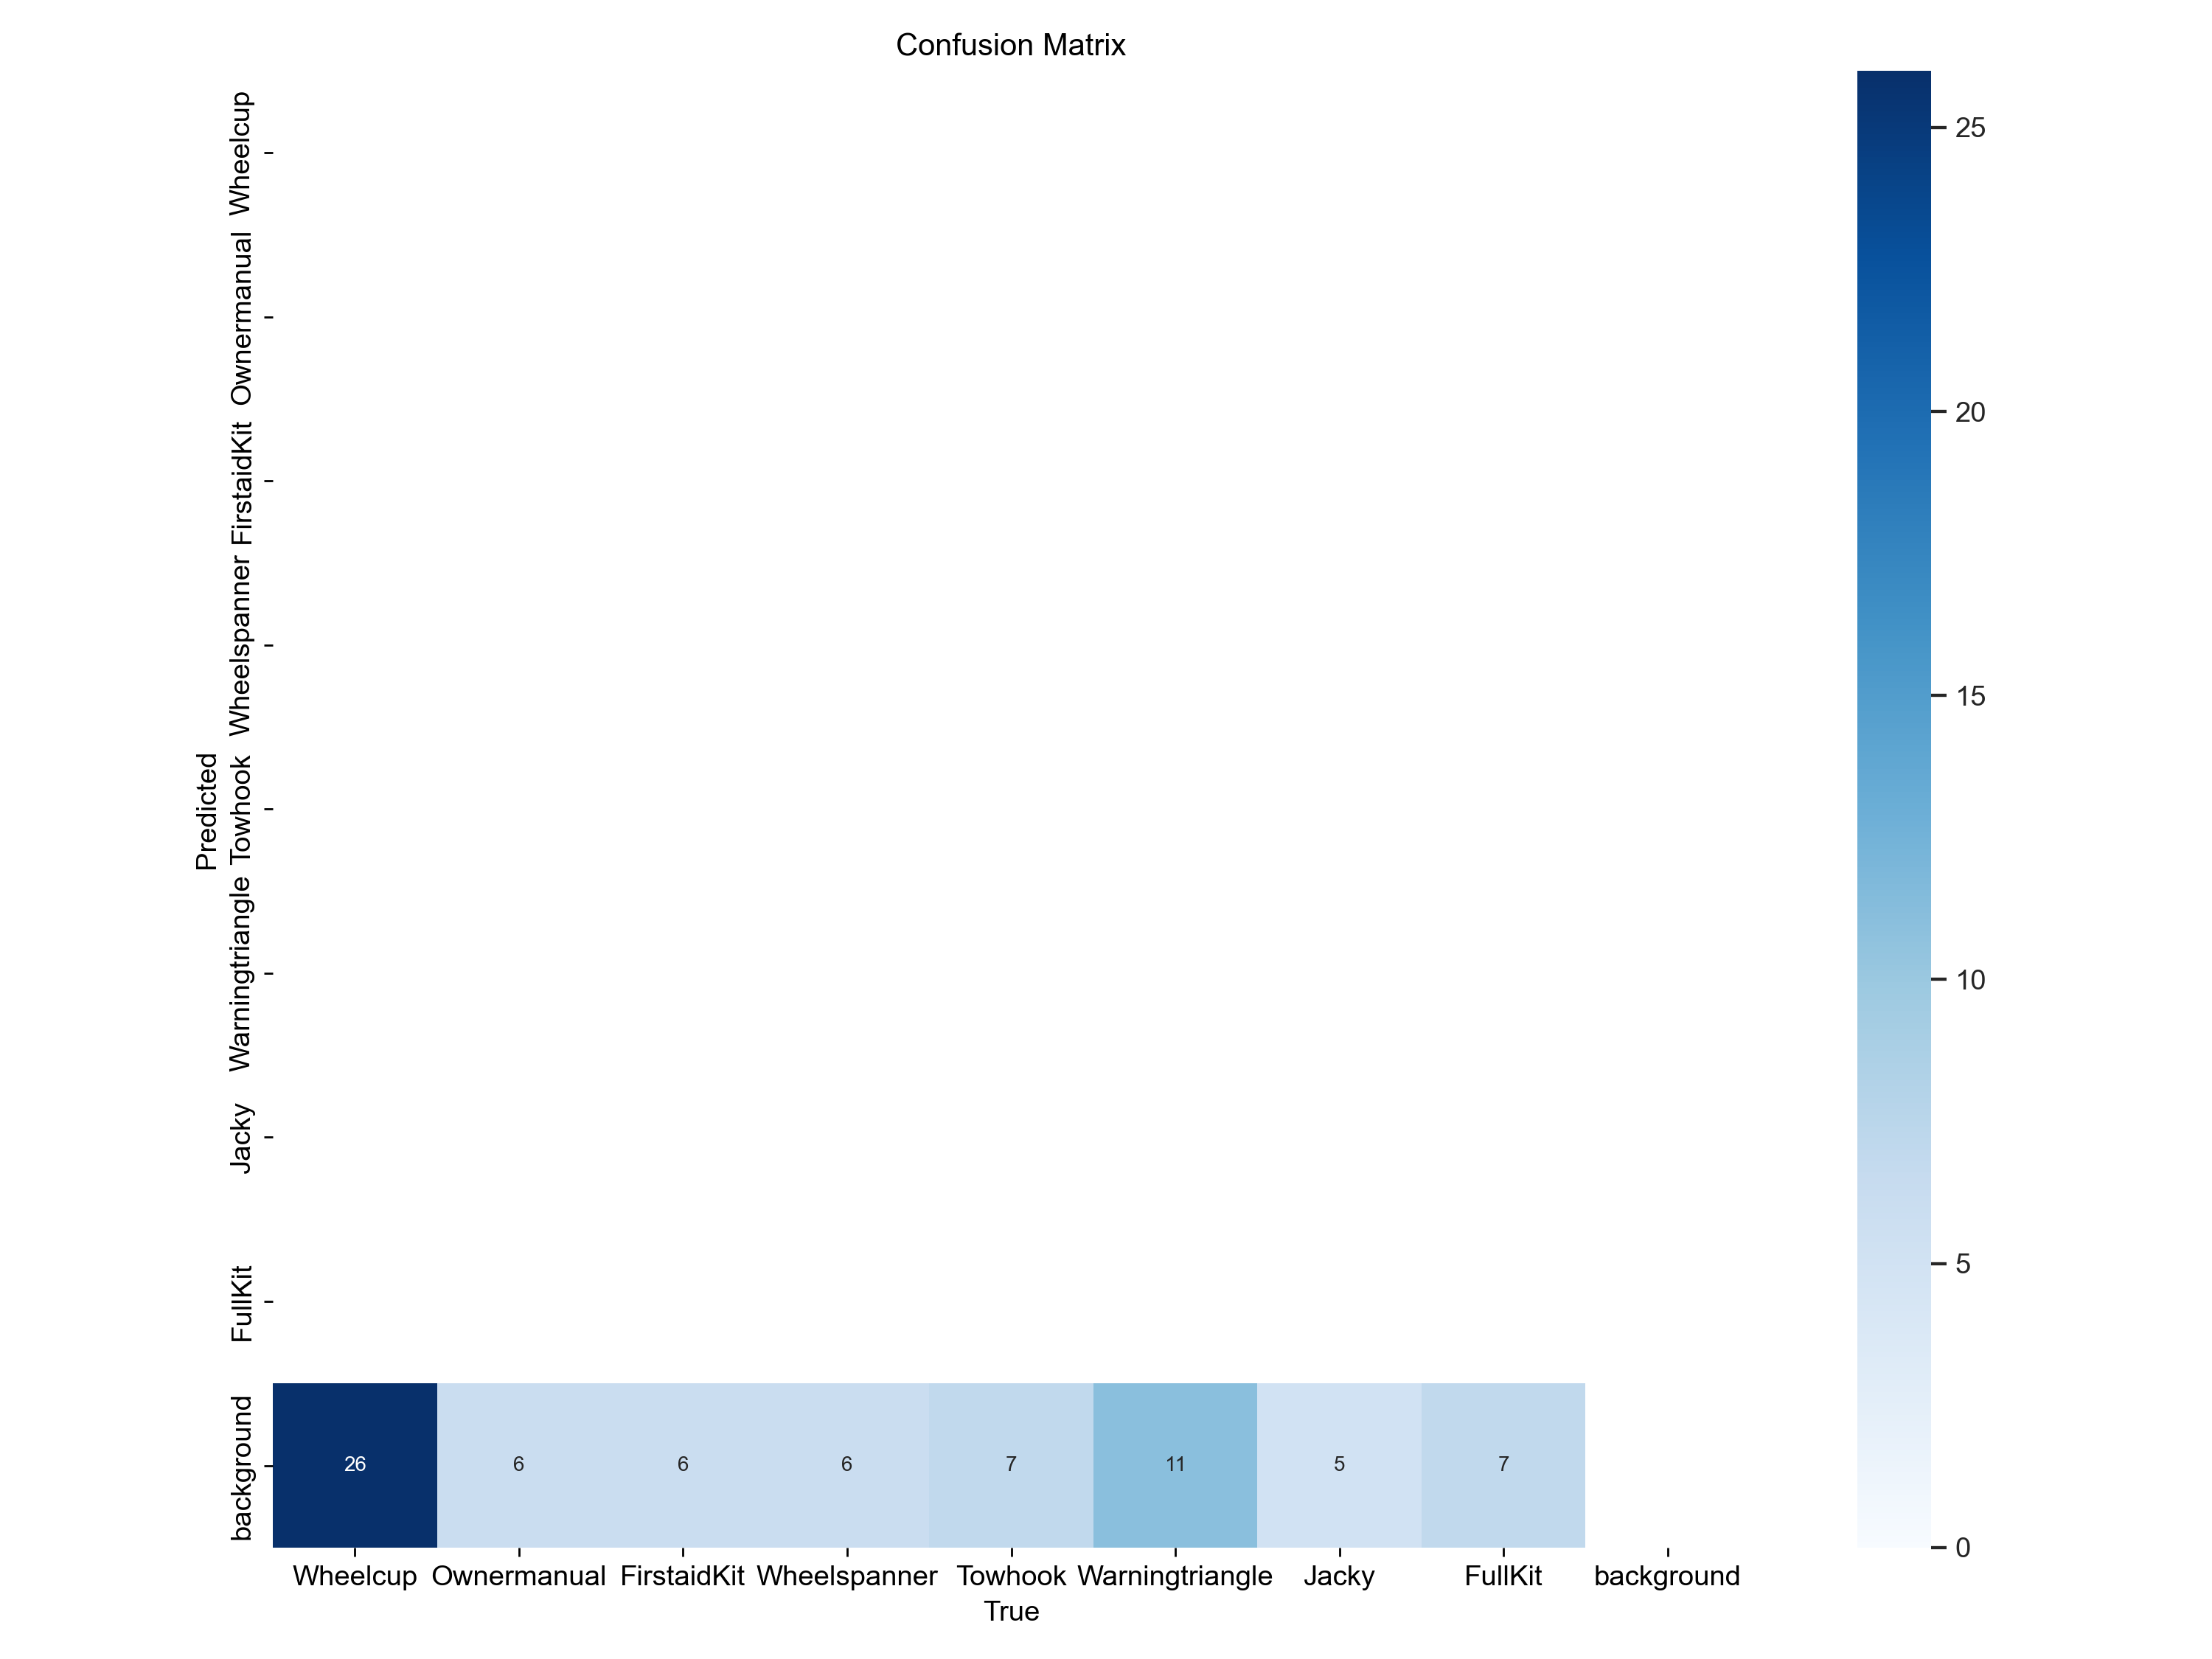 Confusion Matrix
Predicted
Wheelcup
Ownermanual
FirstaidKit
Wheelspanner
Towhook
Warningtriangle
Jacky
FullKit
background
26 6 6 6 7 11 5 7
Wheelcup Ownermanual FirstaidKit Wheelspanner Towhook Warningtriangle Jacky FullKit background
True
25
20
15
10
5
0